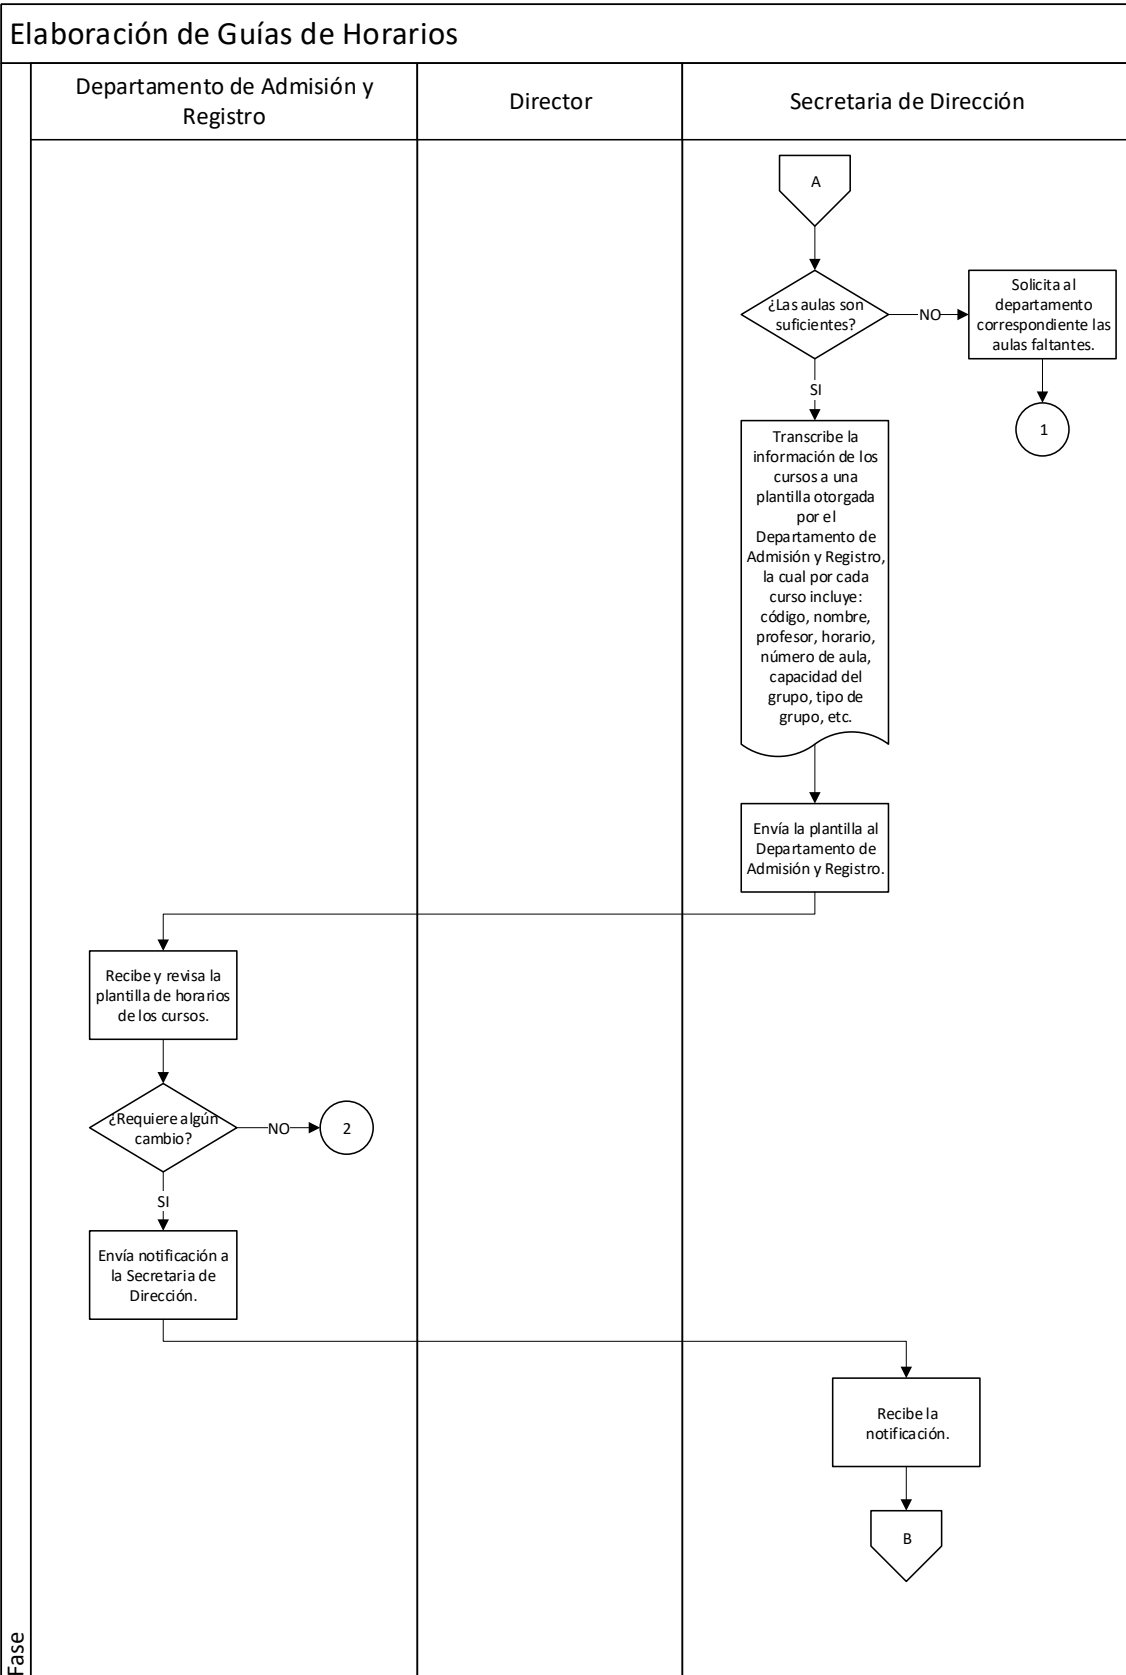 Elaboración de Guías de Horarios
Departamento de Admisión y
Registro
Director
Secretaria de Dirección
A
¿Las aulas son
suficientes?
NO
Solicita al
departamento
correspondiente las
aulas faltantes.
SI
1
Transcribe la
información de los
cursos a una
plantilla otorgada
por el
Departamento de
Admisión y Registro,
la cual por cada
curso incluye:
código, nombre,
profesor, horario,
número de aula,
capacidad del
grupo, tipo de
grupo, etc.
Envía la plantilla al
Departamento de
Admisión y Registro.
Recibe y revisa la
plantilla de horarios
de los cursos.
¿Requiere algún
cambio?
NO
2
SI
Envía notificación a
la Secretaria de
Dirección.
Recibe la
notificación.
B
Fase